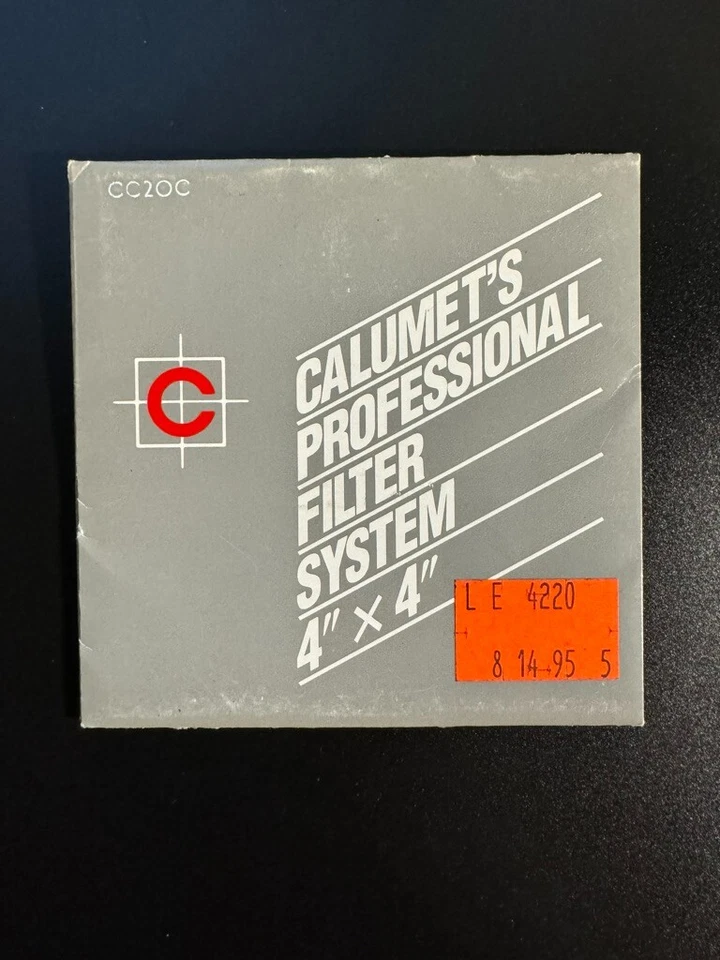 CC20C
C
CALUMET'S
PROFESSIONAL
FILTER
SYSTEM
4" × 4"
L E 4220
8 14 95 5